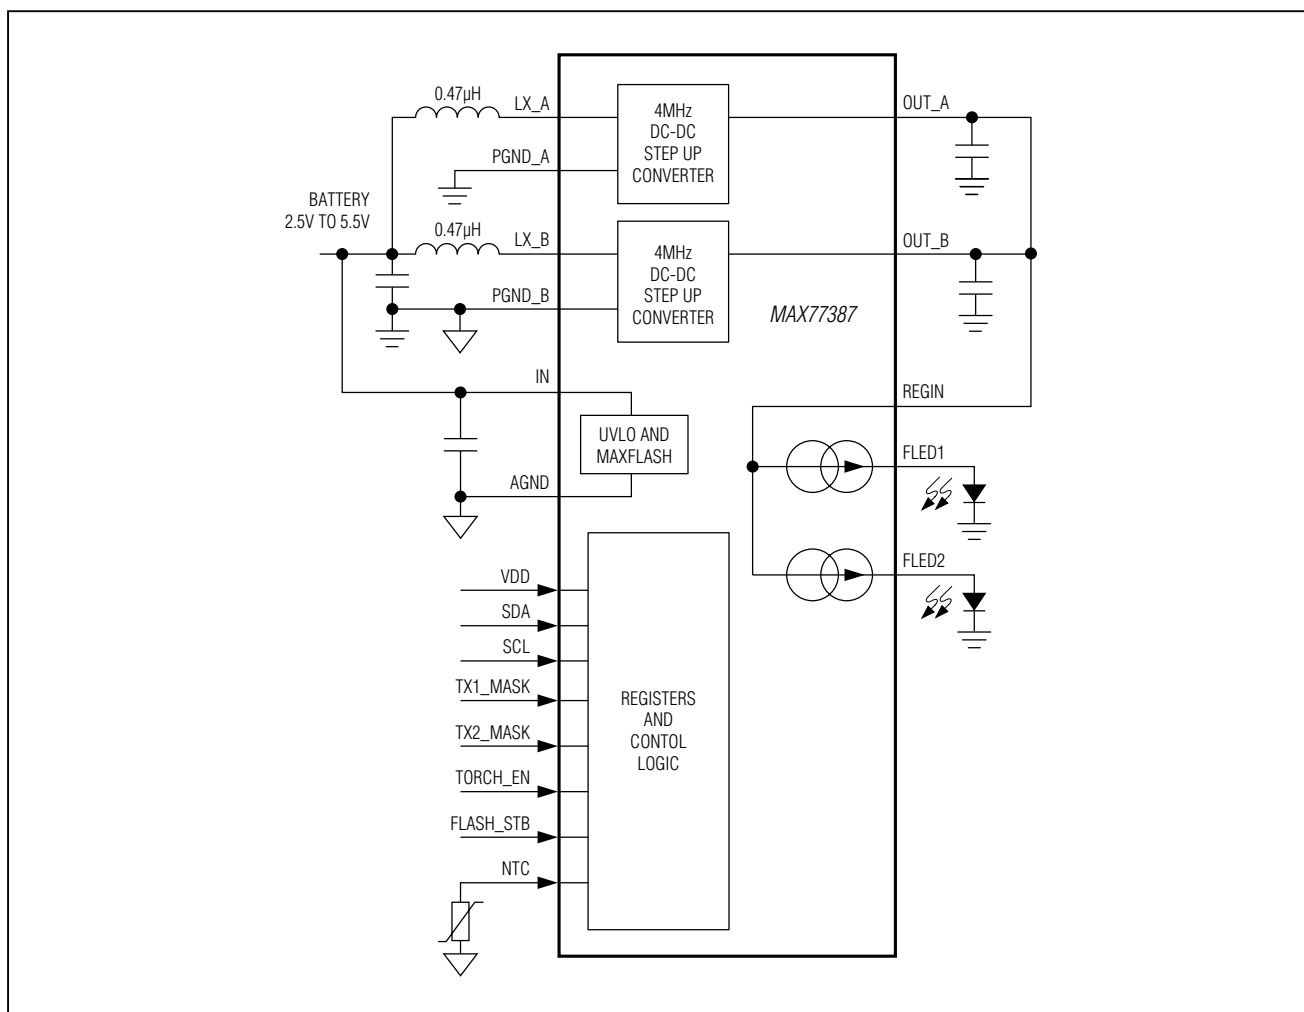 0.47µH
LX_A
4MHz
DC-DC
STEP UP
CONVERTER
OUT_A
PGND_A
BATTERY
2.5V TO 5.5V
0.47µH
LX_B
4MHz
DC-DC
STEP UP
CONVERTER
OUT_B
PGND_B
MAX77387
IN
REGIN
UVLO AND
MAXFLASH
FLED1
AGND
FLED2
VDD
SDA
SCL
TX1_MASK
TX2_MASK
TORCH_EN
FLASH_STB
NTC
REGISTERS
AND
CONTOL
LOGIC